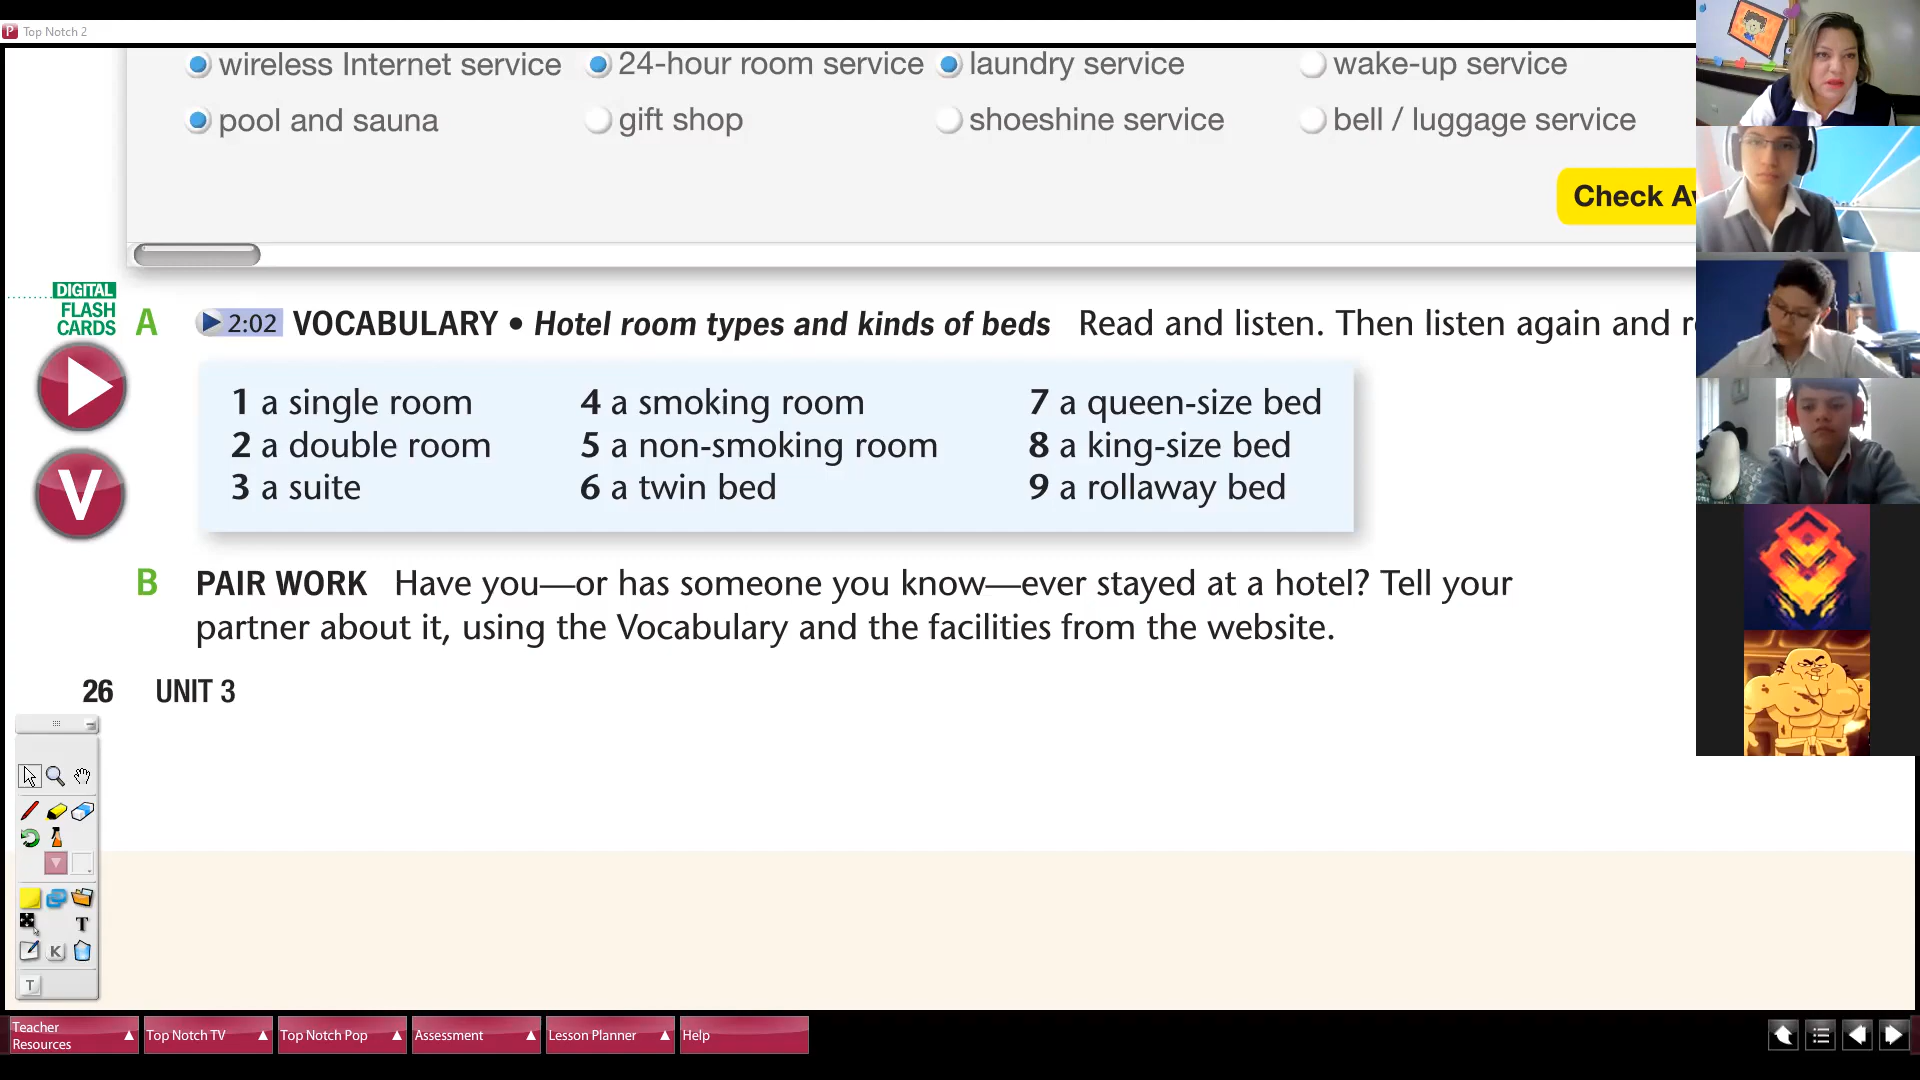 Top Notch 2
wireless Internet service 24-hour room service laundry service wake-up service
pool and sauna gift shop shoeshine service bell / luggage service
Check
DIGITAL
FLASH
CARDS
A 2:02 VOCABULARY • Hotel room types and kinds of beds Read and listen. Then listen again and
1 a single room 4 a smoking room 7 a queen-size bed
2 a double room 5 a non-smoking room 8 a king-size bed
3 a suite 6 a twin bed 9 a rollaway bed
V
B PAIR WORK Have you—or has someone you know—ever stayed at a hotel? Tell your
partner about it, using the Vocabulary and the facilities from the website.
26 UNIT 3
T
K
T
Teacher
Resources
Top Notch TV
Top Notch Pop
Assessment
Lesson Planner
Help